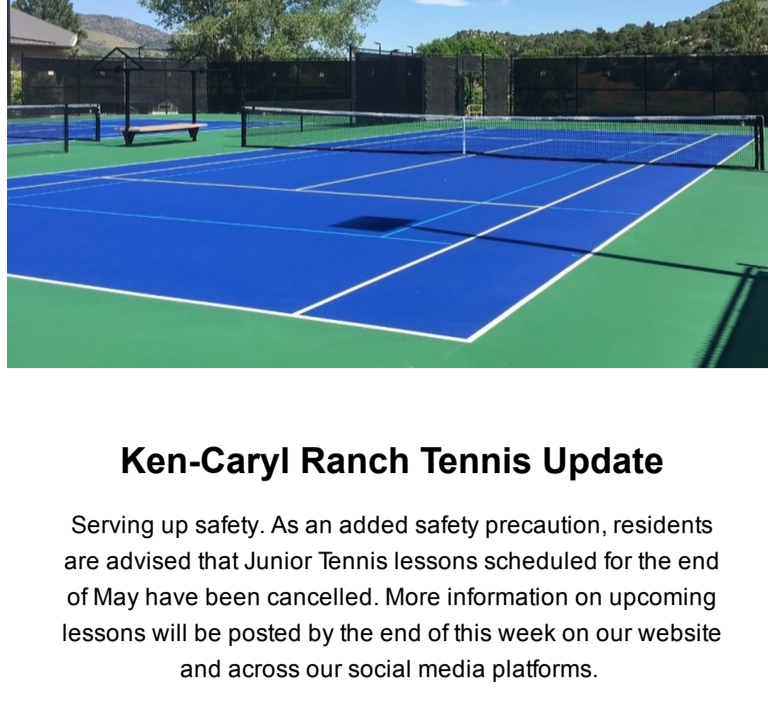 Ken-Caryl Ranch Tennis Update
Serving up safety. As an added safety precaution, residents
are advised that Junior Tennis lessons scheduled for the end
of May have been cancelled. More information on upcoming
lessons will be posted by the end of this week on our website
and across our social media platforms.